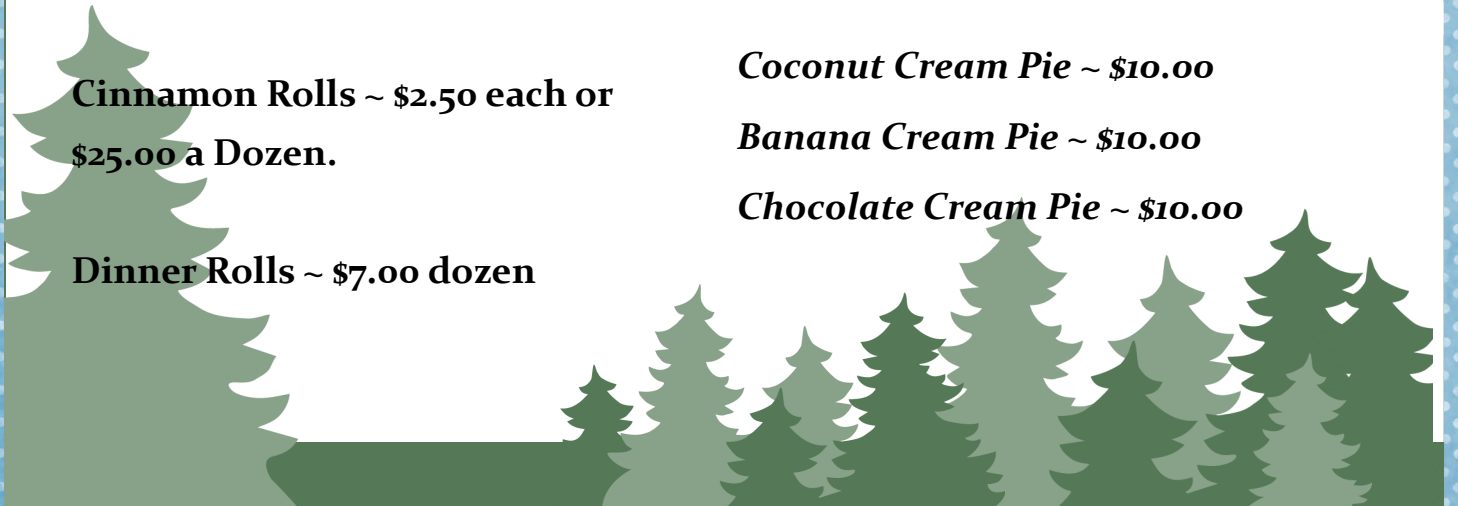 Cinnamon Rolls ~ $2.50 each or
$25.00 a Dozen.
Dinner Rolls ~ $7.00 dozen
Coconut Cream Pie ~ $10.00
Banana Cream Pie ~ $10.00
Chocolate Cream Pie ~ $10.00